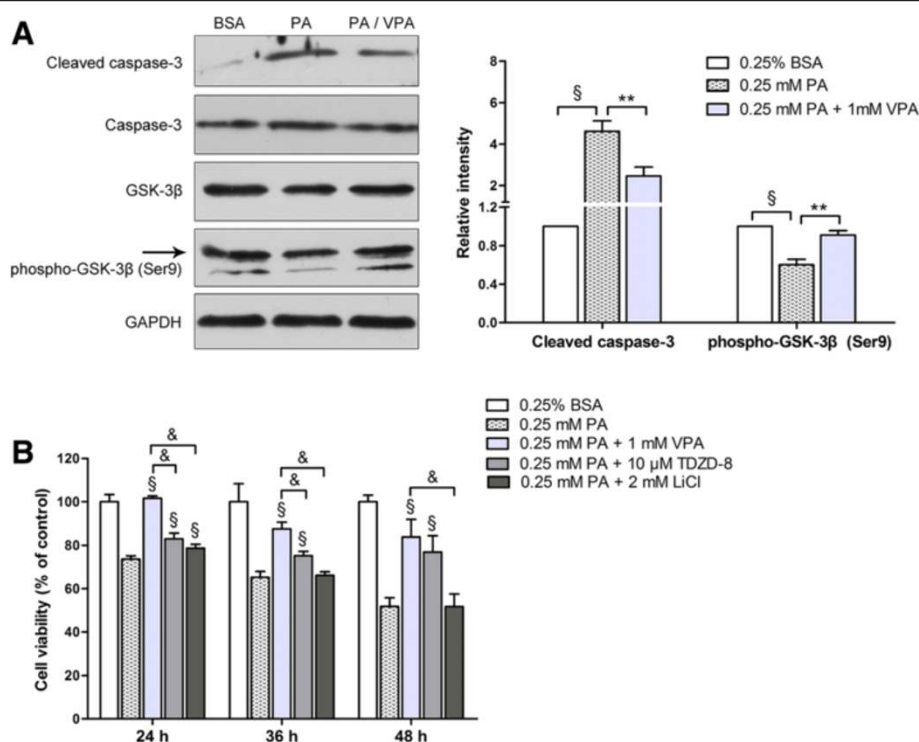 A
BSA PA PA / VPA
Cleaved caspase-3
Caspase-3
GSK-3β
phospho-GSK-3β (Ser9)
GAPDH
Relative intensity
8
6
4
2
1.2
0.8
0.4
0.0
§ **
§ **
Cleaved caspase-3 phospho-GSK-3β (Ser9)
0.25% BSA
0.25 mM PA
0.25 mM PA + 1mM VPA
B
Cell viability (% of control)
120
100
80
60
40
20
0
&
&
§
§
§
&
&
§
§
&
§
§
24 h 36 h 48 h
0.25% BSA
0.25 mM PA
0.25 mM PA + 1 mM VPA
0.25 mM PA + 10 µM TDZD-8
0.25 mM PA + 2 mM LiCl